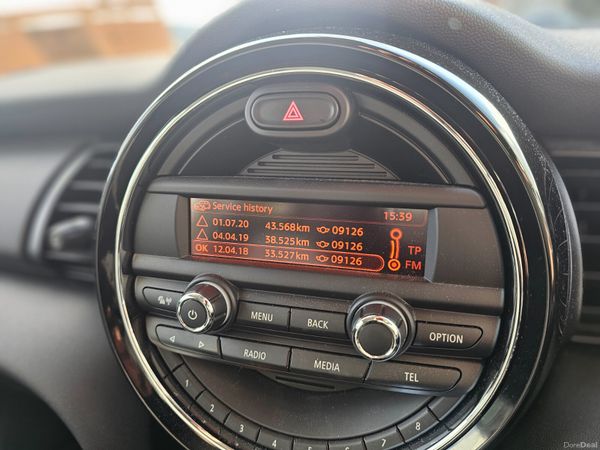 Service history 15:39
01.07.20 43.568km 09126
04.04.19 38.525km 09126
OK 12.04.18 33.527km 09126
TP
FM
MENU BACK OPTION
RADIO MEDIA TEL
1 2 3 4 5 6 7 8
DoneDeal